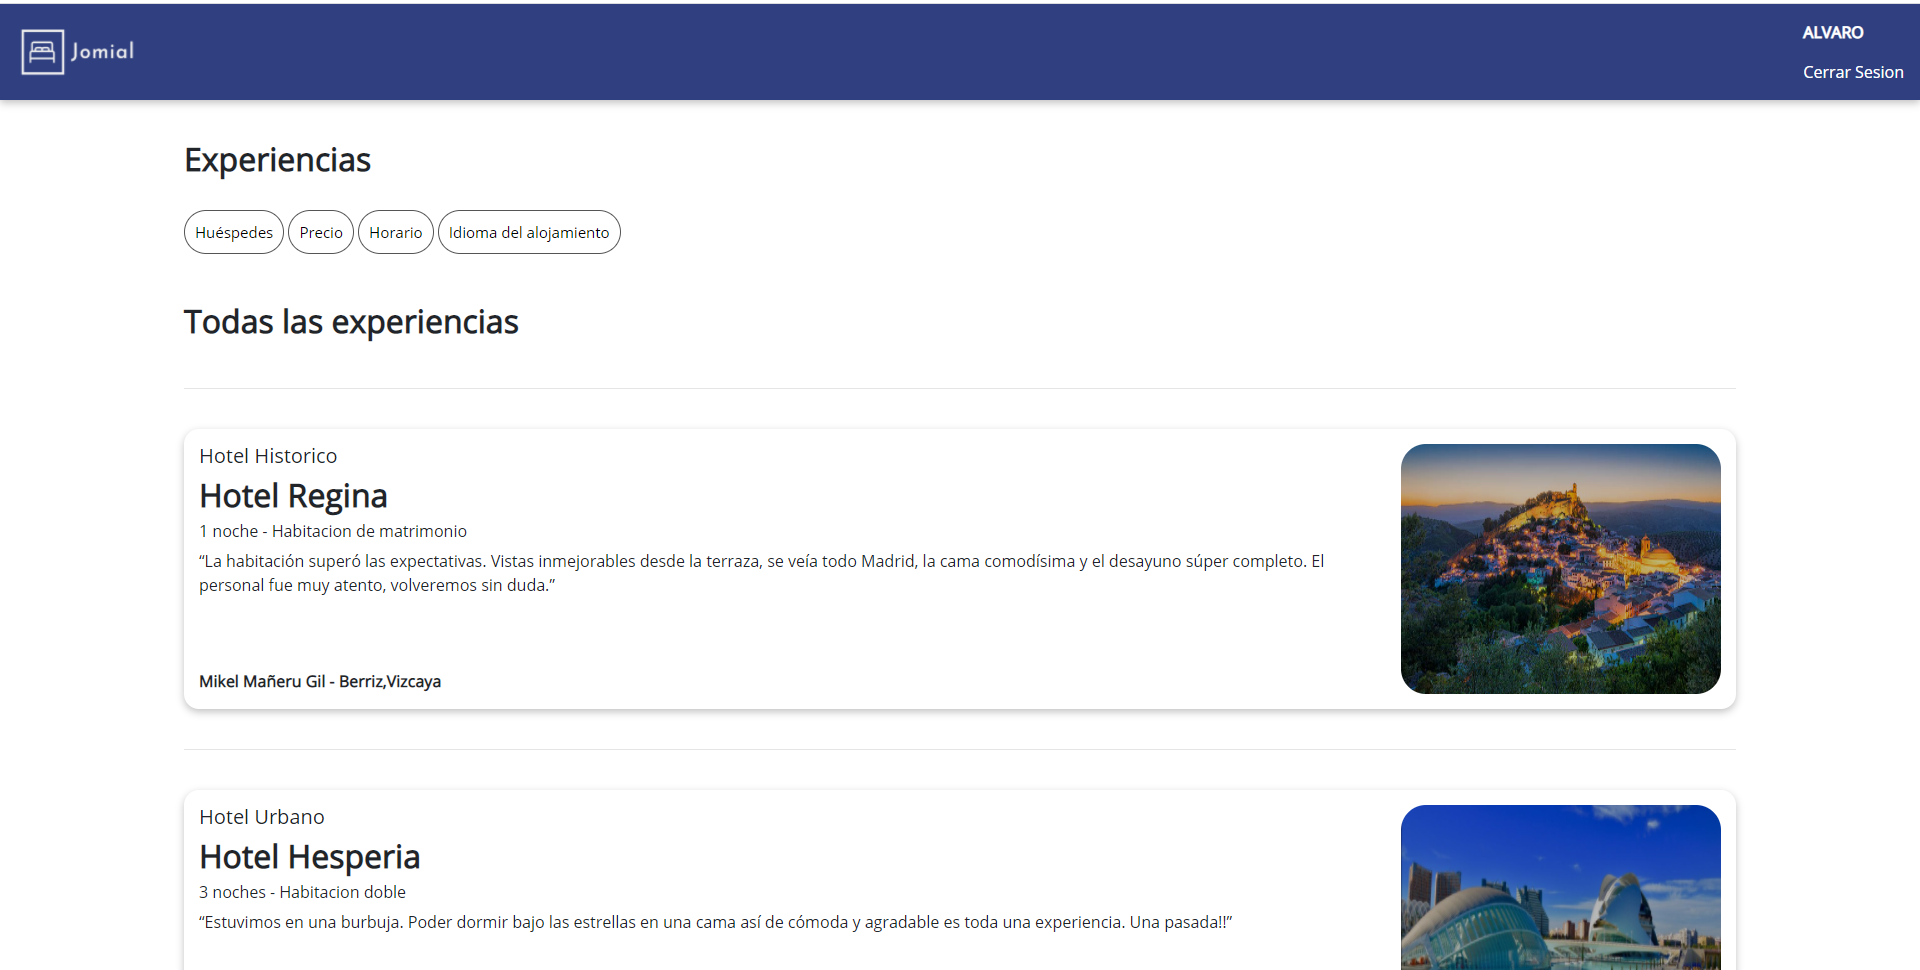 Jomial
ALVARO
Cerrar Sesion
Experiencias
Huéspedes Precio Horario Idioma del alojamiento
Todas las experiencias
Hotel Historico
Hotel Regina
1 noche - Habitacion de matrimonio
“La habitación superó las expectativas. Vistas inmejorables desde la terraza, se veía todo Madrid, la cama comodísima y el desayuno súper completo. El
personal fue muy atento, volveremos sin duda.”
Mikel Mañeru Gil - Berriz,Vizcaya
Hotel Urbano
Hotel Hesperia
3 noches - Habitacion doble
“Estuvimos en una burbuja. Poder dormir bajo las estrellas en una cama así de cómoda y agradable es toda una experiencia. Una pasada!!”